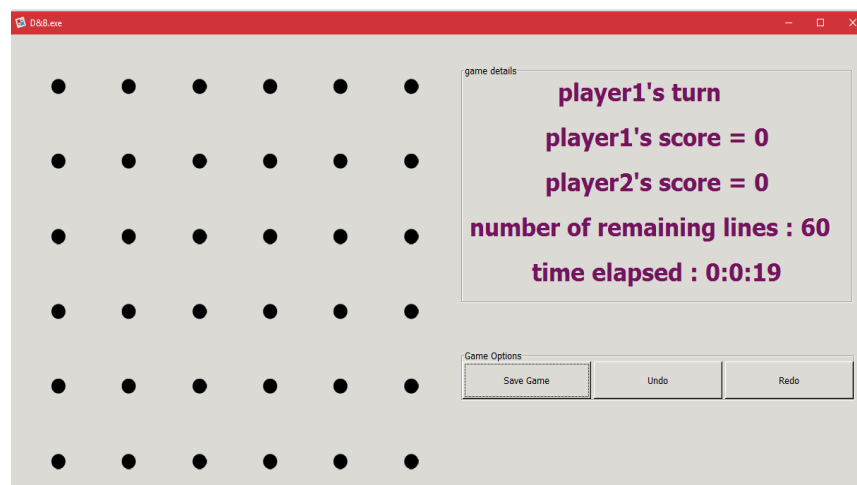 D&B.exe
game details
player1's turn
player1's score = 0
player2's score = 0
number of remaining lines : 60
time elapsed : 0:0:19
Game Options
Save Game
Undo
Redo